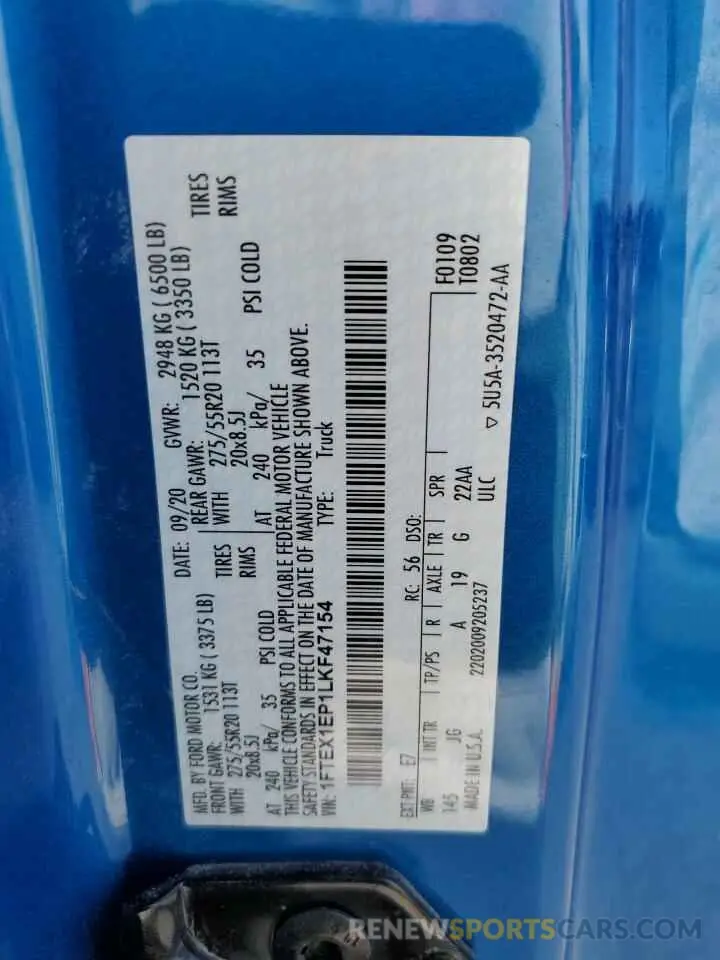 MFD. BY FORD MOTOR CO. DATE: 09/20 GVWR: 2948 KG ( 6500 LB)
FRONT GAWR: 1531 KG ( 3375 LB) REAR GAWR: 1520 KG ( 3350 LB)
WITH 275/55R20 113T TIRES WITH 275/55R20 113T TIRES
20x8.5J RIMS 20x8.5J RIMS
AT 240 kPa/ 35 PSI COLD AT 240 kPa/ 35 PSI COLD
THIS VEHICLE CONFORMS TO ALL APPLICABLE FEDERAL MOTOR VEHICLE
SAFETY STANDARDS IN EFFECT ON THE DATE OF MANUFACTURE SHOWN ABOVE.
VIN: 1FTEX1EP1LKF47154 TYPE: Truck
EXT PNT: E7 RC: 56 DSO: F0109
WB INT TR TP/PS R AXLE TR SPR T0802
145 JG A 19 G 22AA
MADE IN U.S.A. 2202009205237 ULC
▽ 5U5A-3520472-AA
RENEWSPORTSCARS.COM